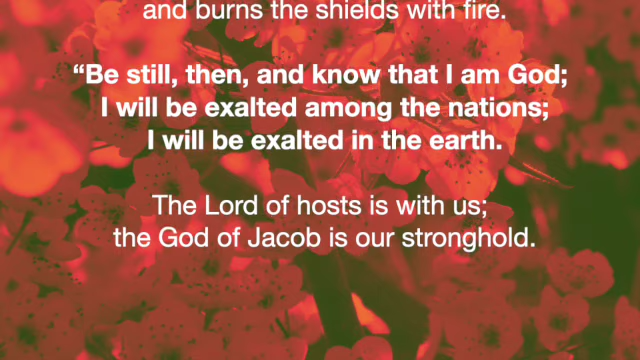 and burns the shields with fire.
“Be still, then, and know that I am God;
I will be exalted among the nations;
I will be exalted in the earth.
The Lord of hosts is with us;
the God of Jacob is our stronghold.